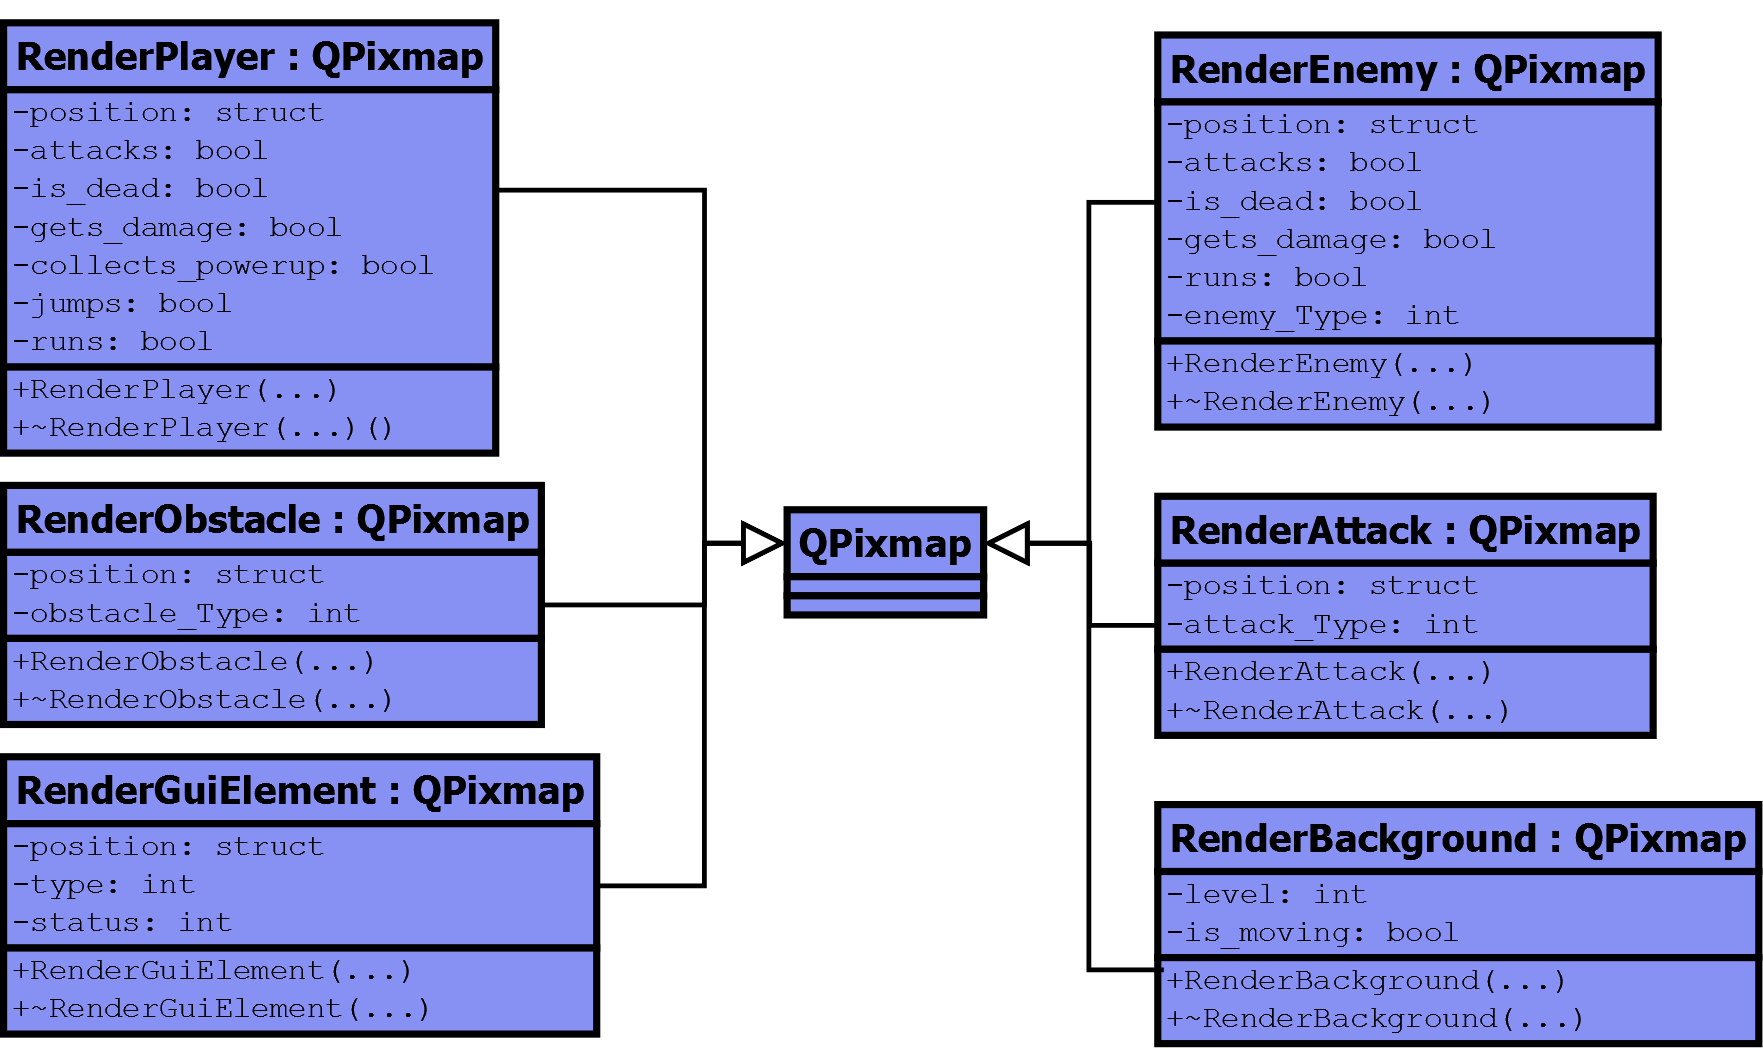 RenderPlayer : QPixmap
-position: struct
-attacks: bool
-is_dead: bool
-gets_damage: bool
-collects_powerup: bool
-jumps: bool
-runs: bool
+RenderPlayer(...)
+~RenderPlayer(...)()
RenderObstacle : QPixmap
-position: struct
-obstacle_Type: int
+RenderObstacle(...)
+~RenderObstacle(...)
RenderGuiElement : QPixmap
-position: struct
-type: int
-status: int
+RenderGuiElement(...)
+~RenderGuiElement(...)
QPixmap
RenderEnemy : QPixmap
-position: struct
-attacks: bool
-is_dead: bool
-gets_damage: bool
-runs: bool
-enemy_Type: int
+RenderEnemy(...)
+~RenderEnemy(...)
RenderAttack : QPixmap
-position: struct
-attack_Type: int
+RenderAttack(...)
+~RenderAttack(...)
RenderBackground : QPixmap
-level: int
-is_moving: bool
+RenderBackground(...)
+~RenderBackground(...)